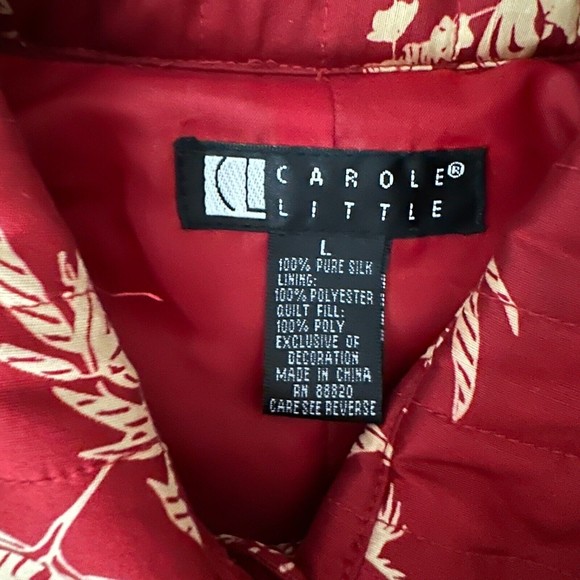 CL CAROLE®
LITTLE
L
100% PURE SILK
LINING:
100% POLYESTER
QUILT FILL:
100% POLY
EXCLUSIVE OF
DECORATION
MADE IN CHINA
RN 88820
CARE SEE REVERSE